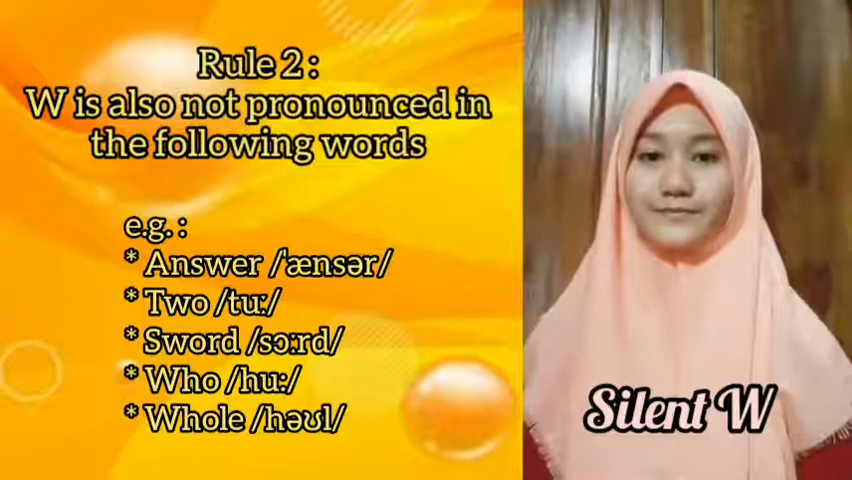 Rule 2 :
W is also not pronounced in
the following words
e.g. :
* Answer /ˈænsər/
* Two /tuː/
* Sword /sɔːrd/
* Who /huː/
* Whole /həʊl/
Silent W